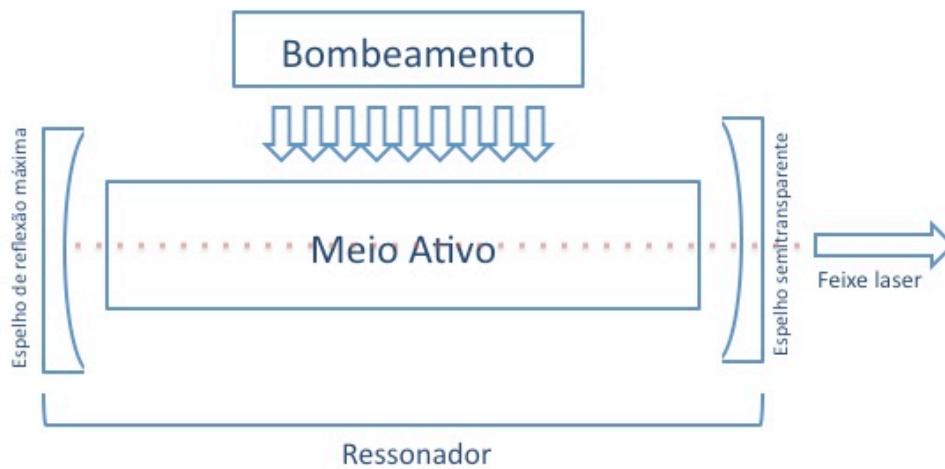 Bombeamento
Espelho de reflexão máxima
Meio Ativo
Espelho semitransparente
Feixe laser
Ressonador